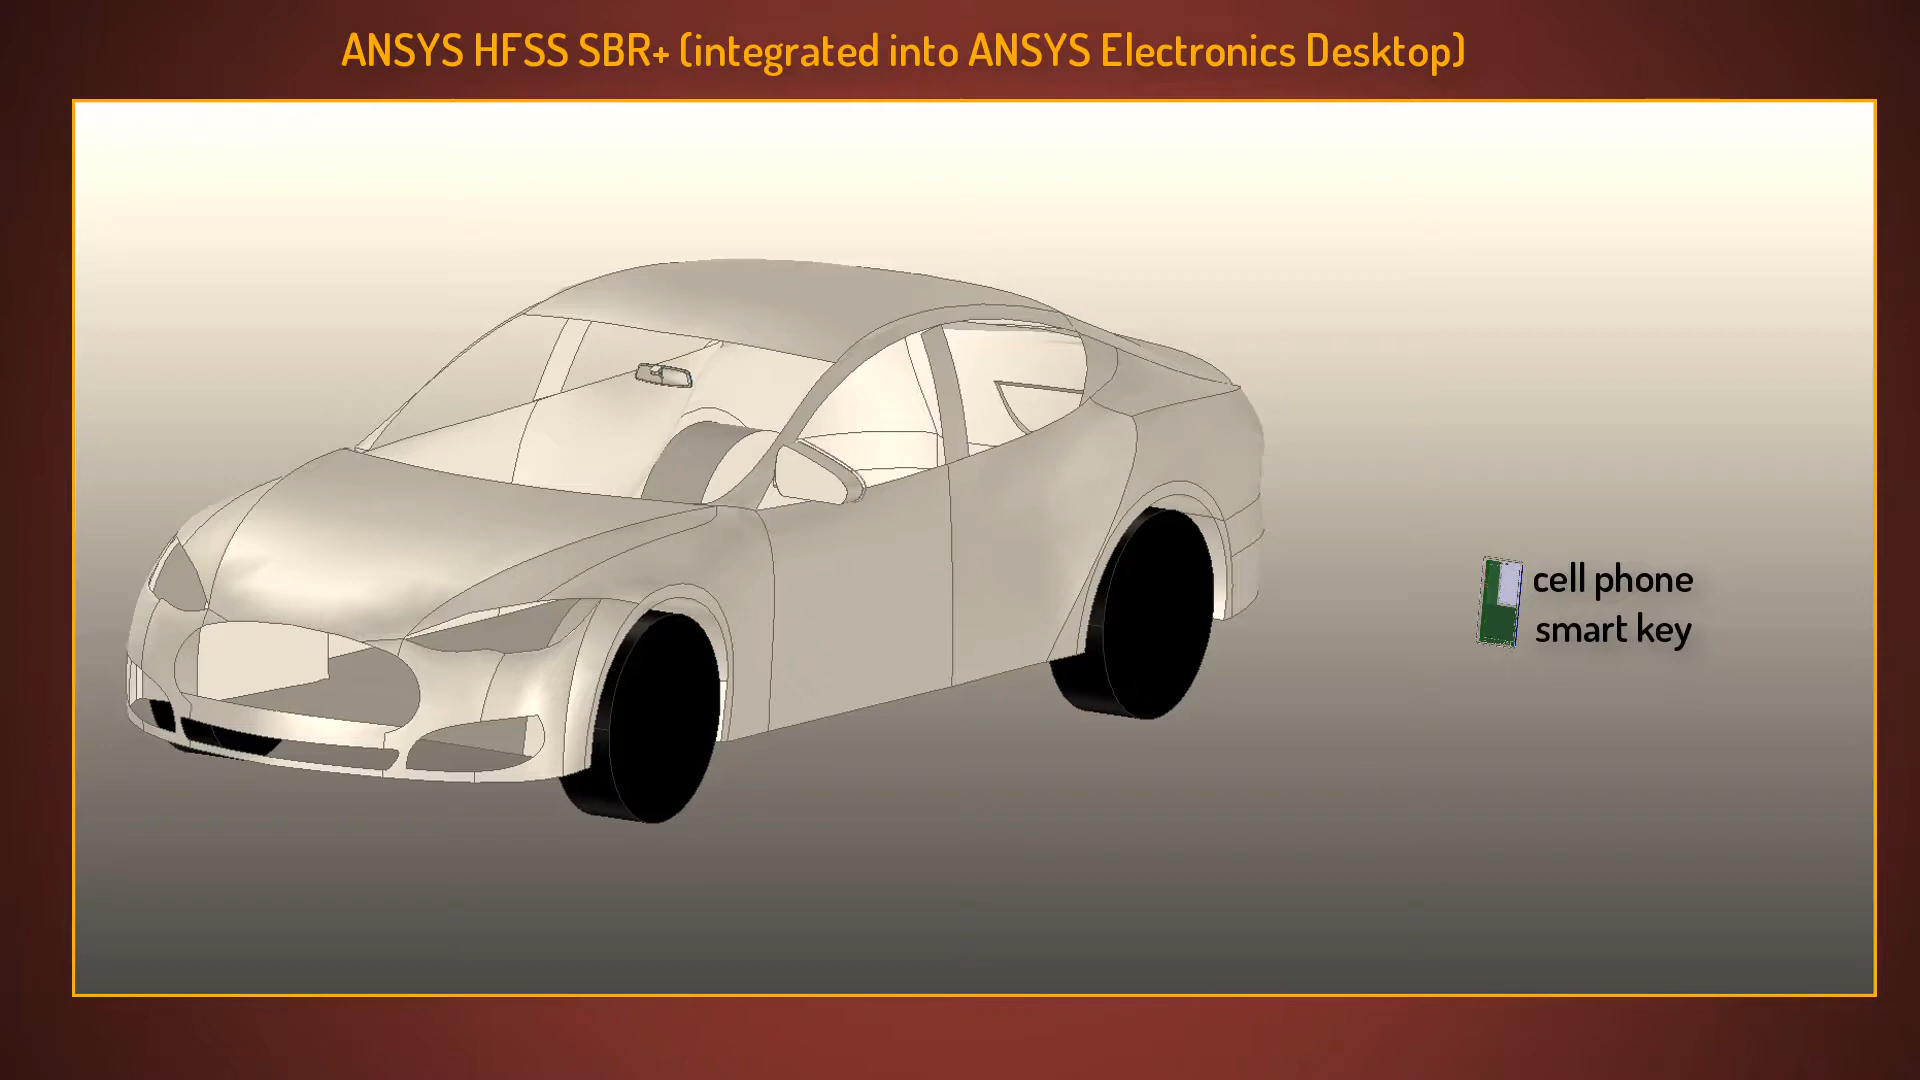 ANSYS HFSS SBR+ (integrated into ANSYS Electronics Desktop)
cell phone
smart key